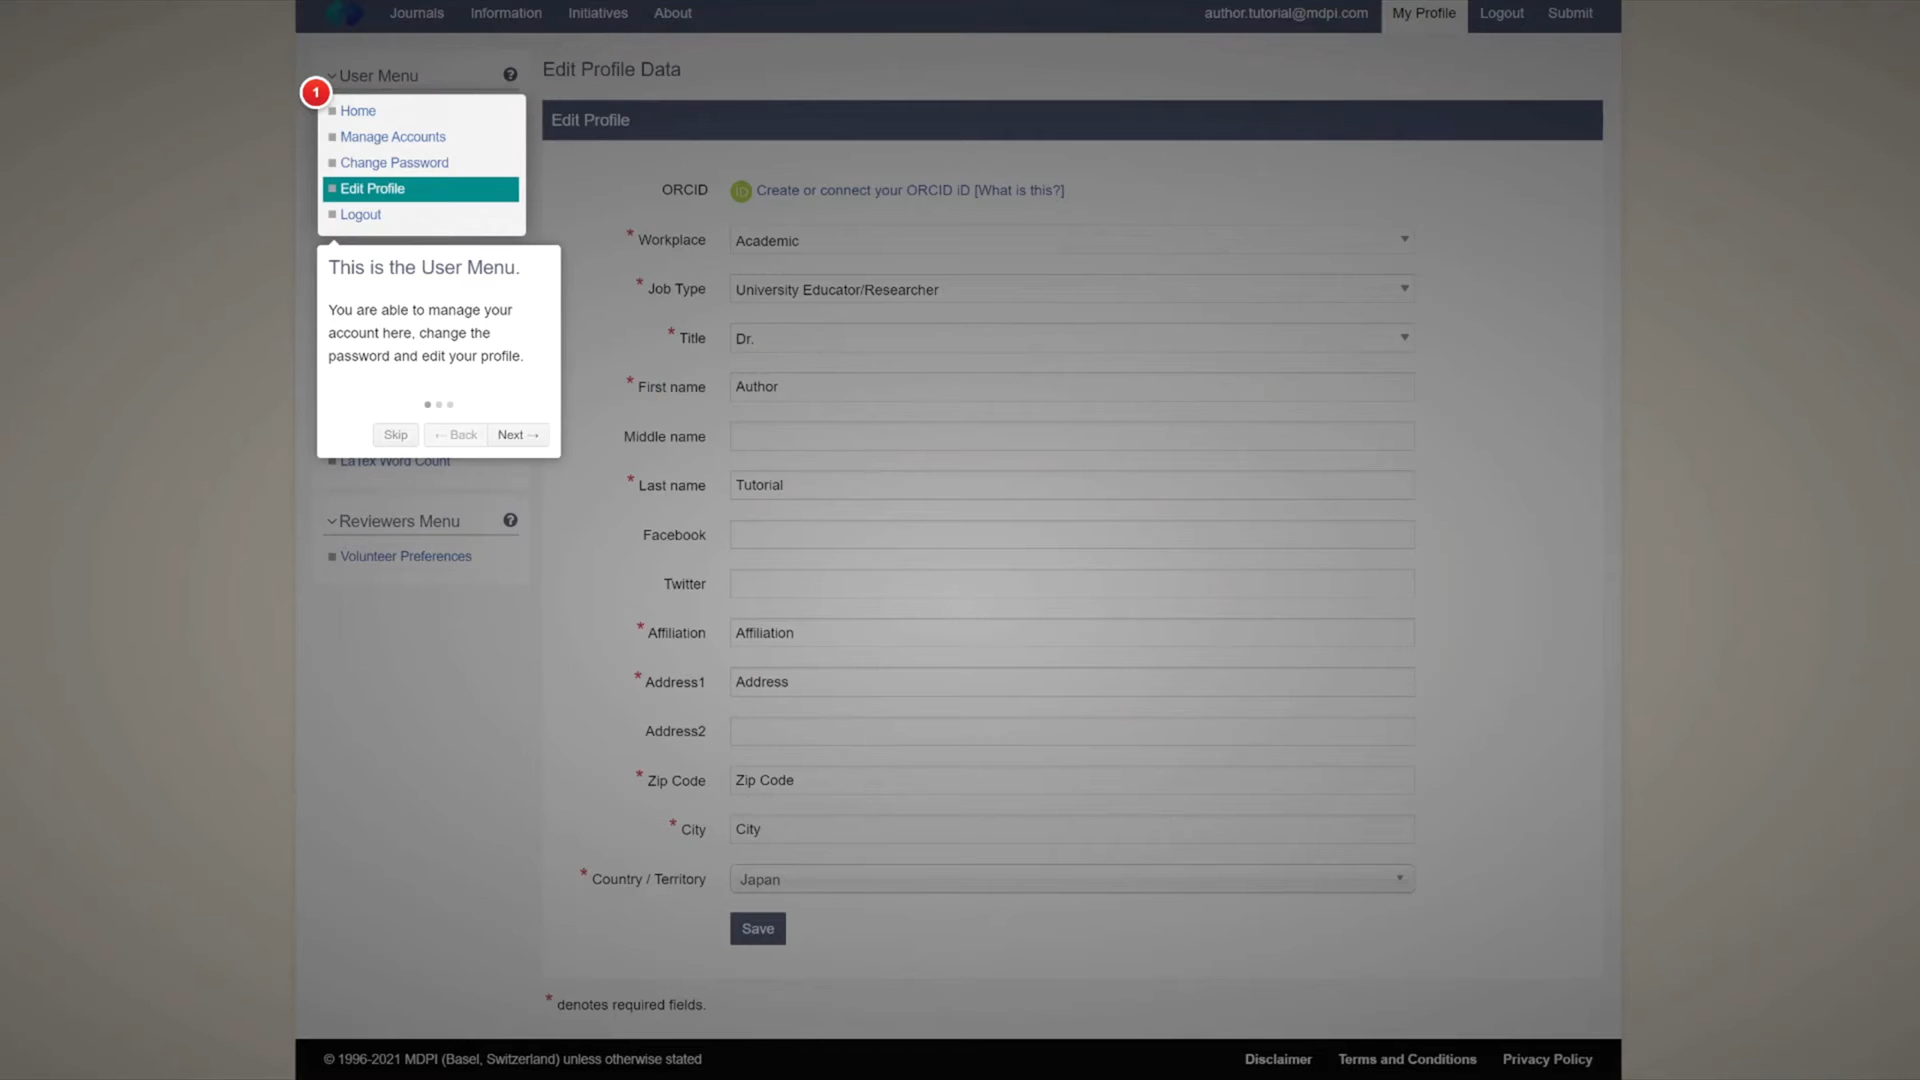 Journals Information Initiatives About author.tutorial@mdpi.com My Profile Logout Submit
User Menu
1
Home
Manage Accounts
Change Password
Edit Profile
Logout
This is the User Menu.
You are able to manage your
account here, change the
password and edit your profile.
Skip ← Back Next →
LaTex Word Count
Reviewers Menu
Volunteer Preferences
Edit Profile Data
Edit Profile
ORCID iD Create or connect your ORCID iD [What is this?]
* Workplace Academic
* Job Type University Educator/Researcher
* Title Dr.
* First name Author
Middle name
* Last name Tutorial
Facebook
Twitter
* Affiliation Affiliation
* Address1 Address
Address2
* Zip Code Zip Code
* City City
* Country / Territory Japan
Save
* denotes required fields.
© 1996-2021 MDPI (Basel, Switzerland) unless otherwise stated Disclaimer Terms and Conditions Privacy Policy